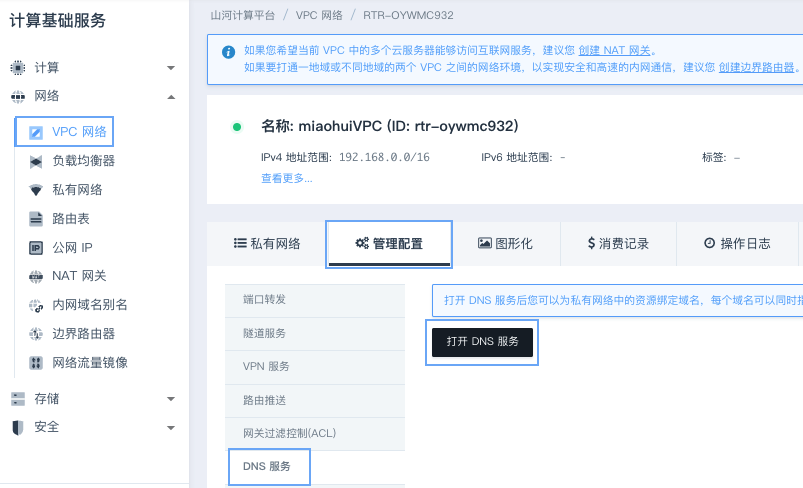 计算基础服务
计算
网络
VPC 网络
负载均衡器
私有网络
路由表
公网 IP
NAT 网关
内网域名别名
边界路由器
网络流量镜像
存储
安全
山河计算平台 / VPC 网络 / RTR-OYWMC932
如果您希望当前 VPC 中的多个云服务器能够访问互联网服务，建议您 创建 NAT 网关。
如果要打通一地域或不同地域的两个 VPC 之间的网络环境，以实现安全和高速的内网通信，建议您 创建边界路由器。
名称: miaohuiVPC (ID: rtr-oywmc932)
IPv4 地址范围: 192.168.0.0/16 IPv6 地址范围: - 标签: -
查看更多...
私有网络 管理配置 图形化 $ 消费记录 操作日志
端口转发
隧道服务
VPN 服务
路由推送
网关过滤控制(ACL)
DNS 服务
打开 DNS 服务后您可以为私有网络中的资源绑定域名，每个域名可以同时
打开 DNS 服务